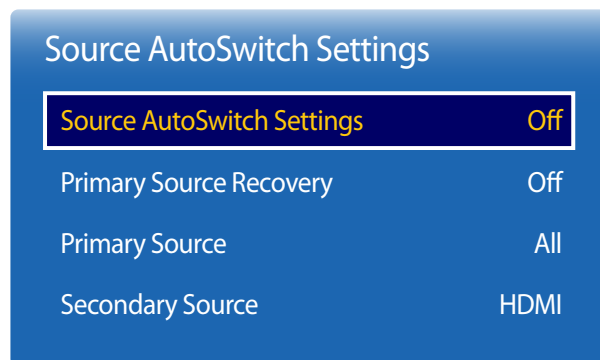 Source AutoSwitch Settings
Source AutoSwitch Settings Off
Primary Source Recovery Off
Primary Source All
Secondary Source HDMI